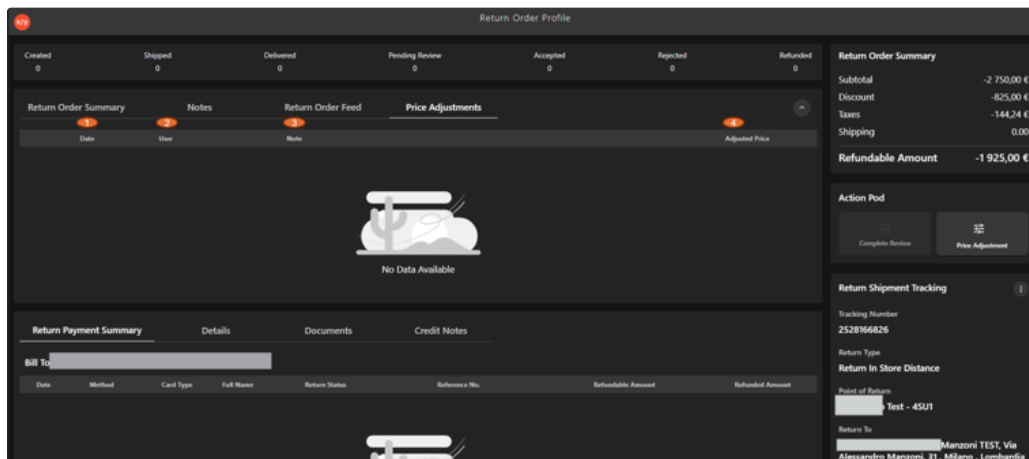 x/y
Return Order Profile
Created Shipped Delivered Pending Review Accepted Rejected Refunded
0 0 0 0 0 0 0
Return Order Summary Notes Return Order Feed Price Adjustments
1 2 3 4
Date User Note Adjusted Price
No Data Available
Return Payment Summary Details Documents Credit Notes
Bill To
Date Method Card Type Full Name Return Status Reference No. Refundable Amount Refunded Amount
Return Order Summary
Subtotal -2 750,00 €
Discount -825,00 €
Taxes -144,24 €
Shipping 0.00
Refundable Amount -1 925,00 €
Action Pod
Complete Review Price Adjustment
Return Shipment Tracking
Tracking Number
2528166826
Return Type
Return In Store Distance
Point of Return
Test - 4SU1
Return To
Manzoni TEST, Via
Alessandro Manzoni, 31 , Milano , Lombardia